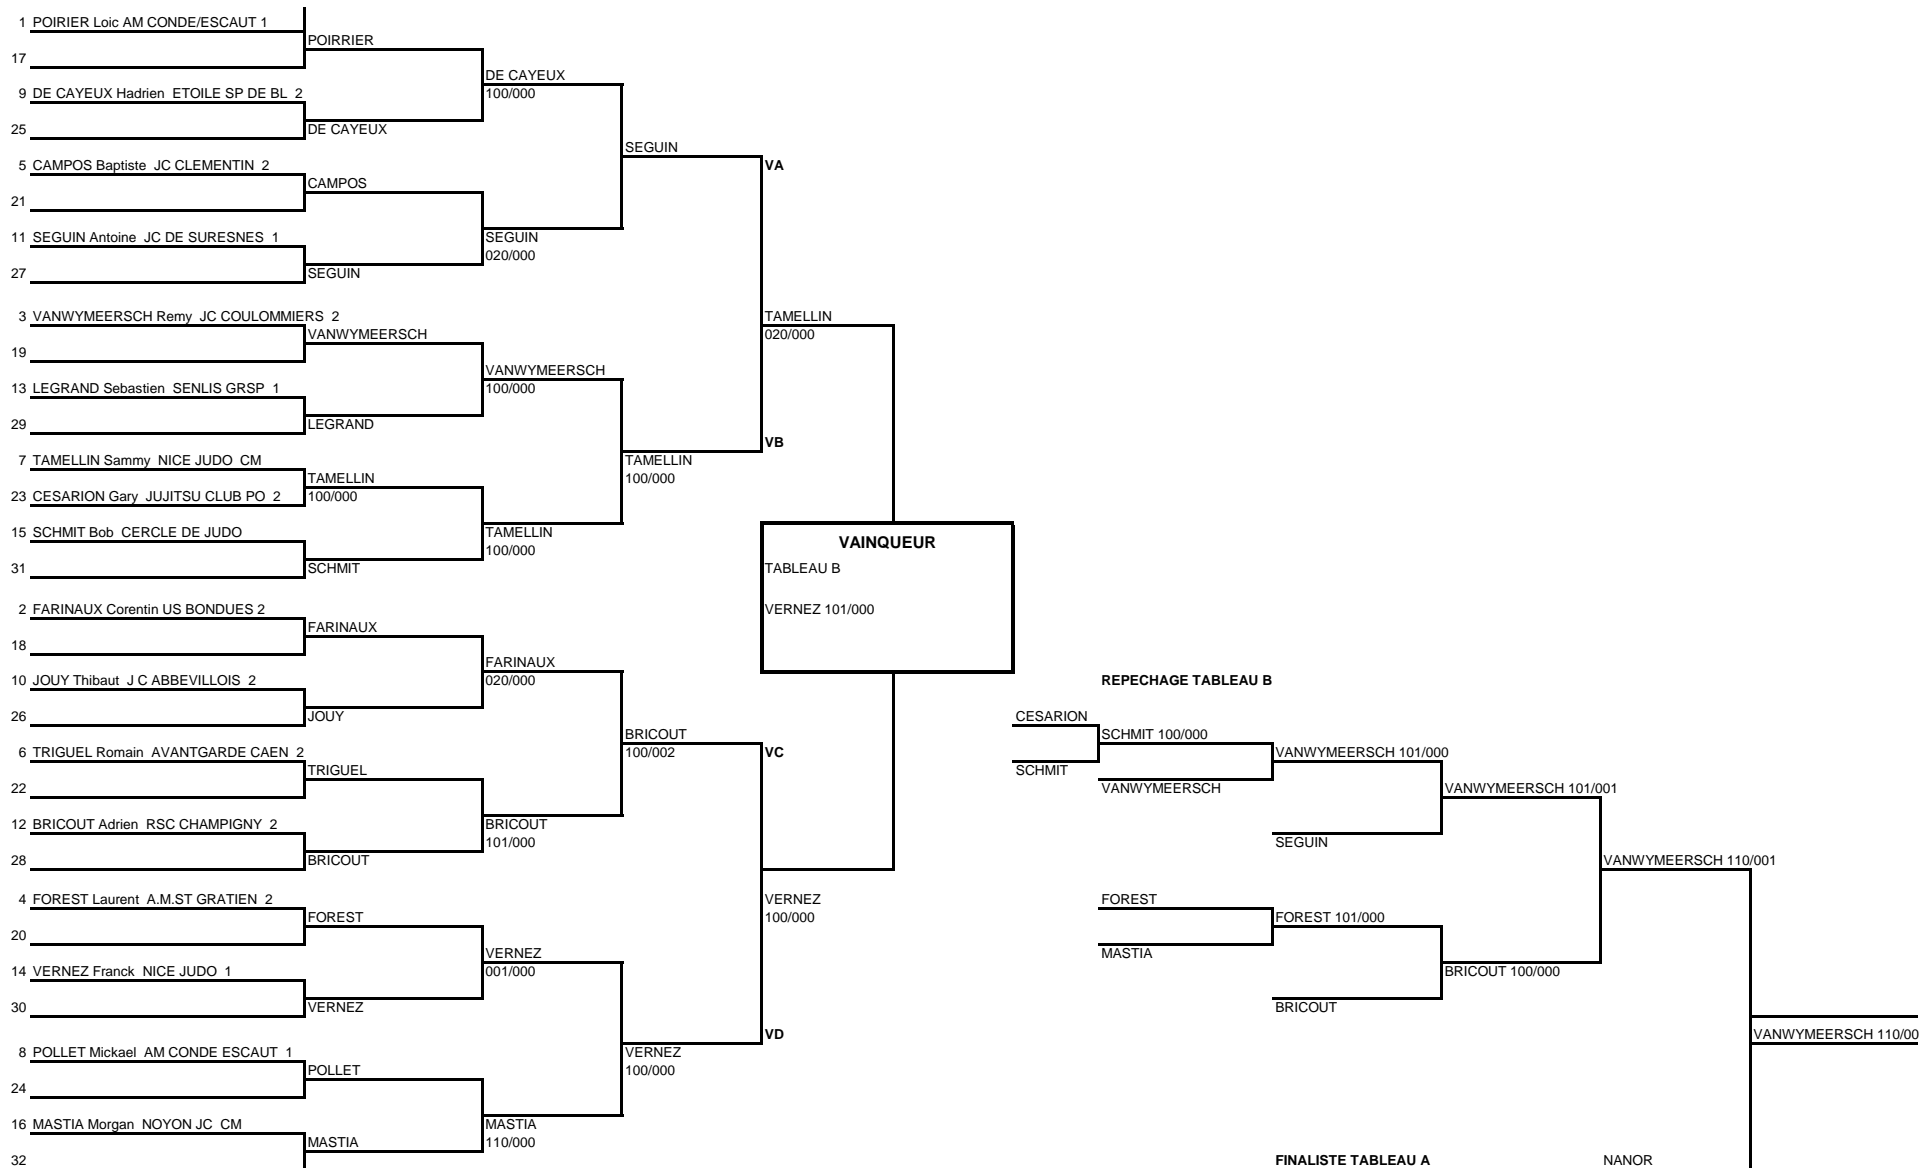 1 POIRIER Loic AM CONDE/ESCAUT 1
POIRRIER
17
DE CAYEUX
100/000
9 DE CAYEUX Hadrien ETOILE SP DE BL 2
25
DE CAYEUX
SEGUIN
VA
5 CAMPOS Baptiste JC CLEMENTIN 2
CAMPOS
21
11 SEGUIN Antoine JC DE SURESNES 1
SEGUIN
020/000
27
SEGUIN
3 VANWYMEERSCH Remy JC COULOMMIERS 2
TAMELLIN
020/000
VANWYMEERSCH
19
VANWYMEERSCH
100/000
13 LEGRAND Sebastien SENLIS GRSP 1
29
LEGRAND
VB
7 TAMELLIN Sammy NICE JUDO CM
TAMELLIN
100/000
TAMELLIN
100/000
23 CESARION Gary JUJITSU CLUB PO 2
15 SCHMIT Bob CERCLE DE JUDO
TAMELLIN
100/000
31
SCHMIT
VAINQUEUR
TABLEAU B
VERNEZ 101/000
2 FARINAUX Corentin US BONDUES 2
FARINAUX
18
FARINAUX
020/000
10 JOUY Thibaut J C ABBEVILLOIS 2
26
JOUY
BRICOUT
100/002
VC
6 TRIGUEL Romain AVANTGARDE CAEN 2
TRIGUEL
22
12 BRICOUT Adrien RSC CHAMPIGNY 2
BRICOUT
101/000
28
BRICOUT
4 FOREST Laurent A.M.ST GRATIEN 2
VERNEZ
100/000
FOREST
20
VERNEZ
001/000
14 VERNEZ Franck NICE JUDO 1
30
VERNEZ
VD
8 POLLET Mickael AM CONDE ESCAUT 1
VERNEZ
100/000
POLLET
24
16 MASTIA Morgan NOYON JC CM
MASTIA
110/000
MASTIA
32
REPECHAGE TABLEAU B
CESARION
SCHMIT 100/000
SCHMIT
VANWYMEERSCH 101/000
VANWYMEERSCH
VANWYMEERSCH 101/001
SEGUIN
VANWYMEERSCH 110/001
FOREST
FOREST 101/000
MASTIA
BRICOUT 100/000
BRICOUT
VANWYMEERSCH 110/00
FINALISTE TABLEAU A NANOR